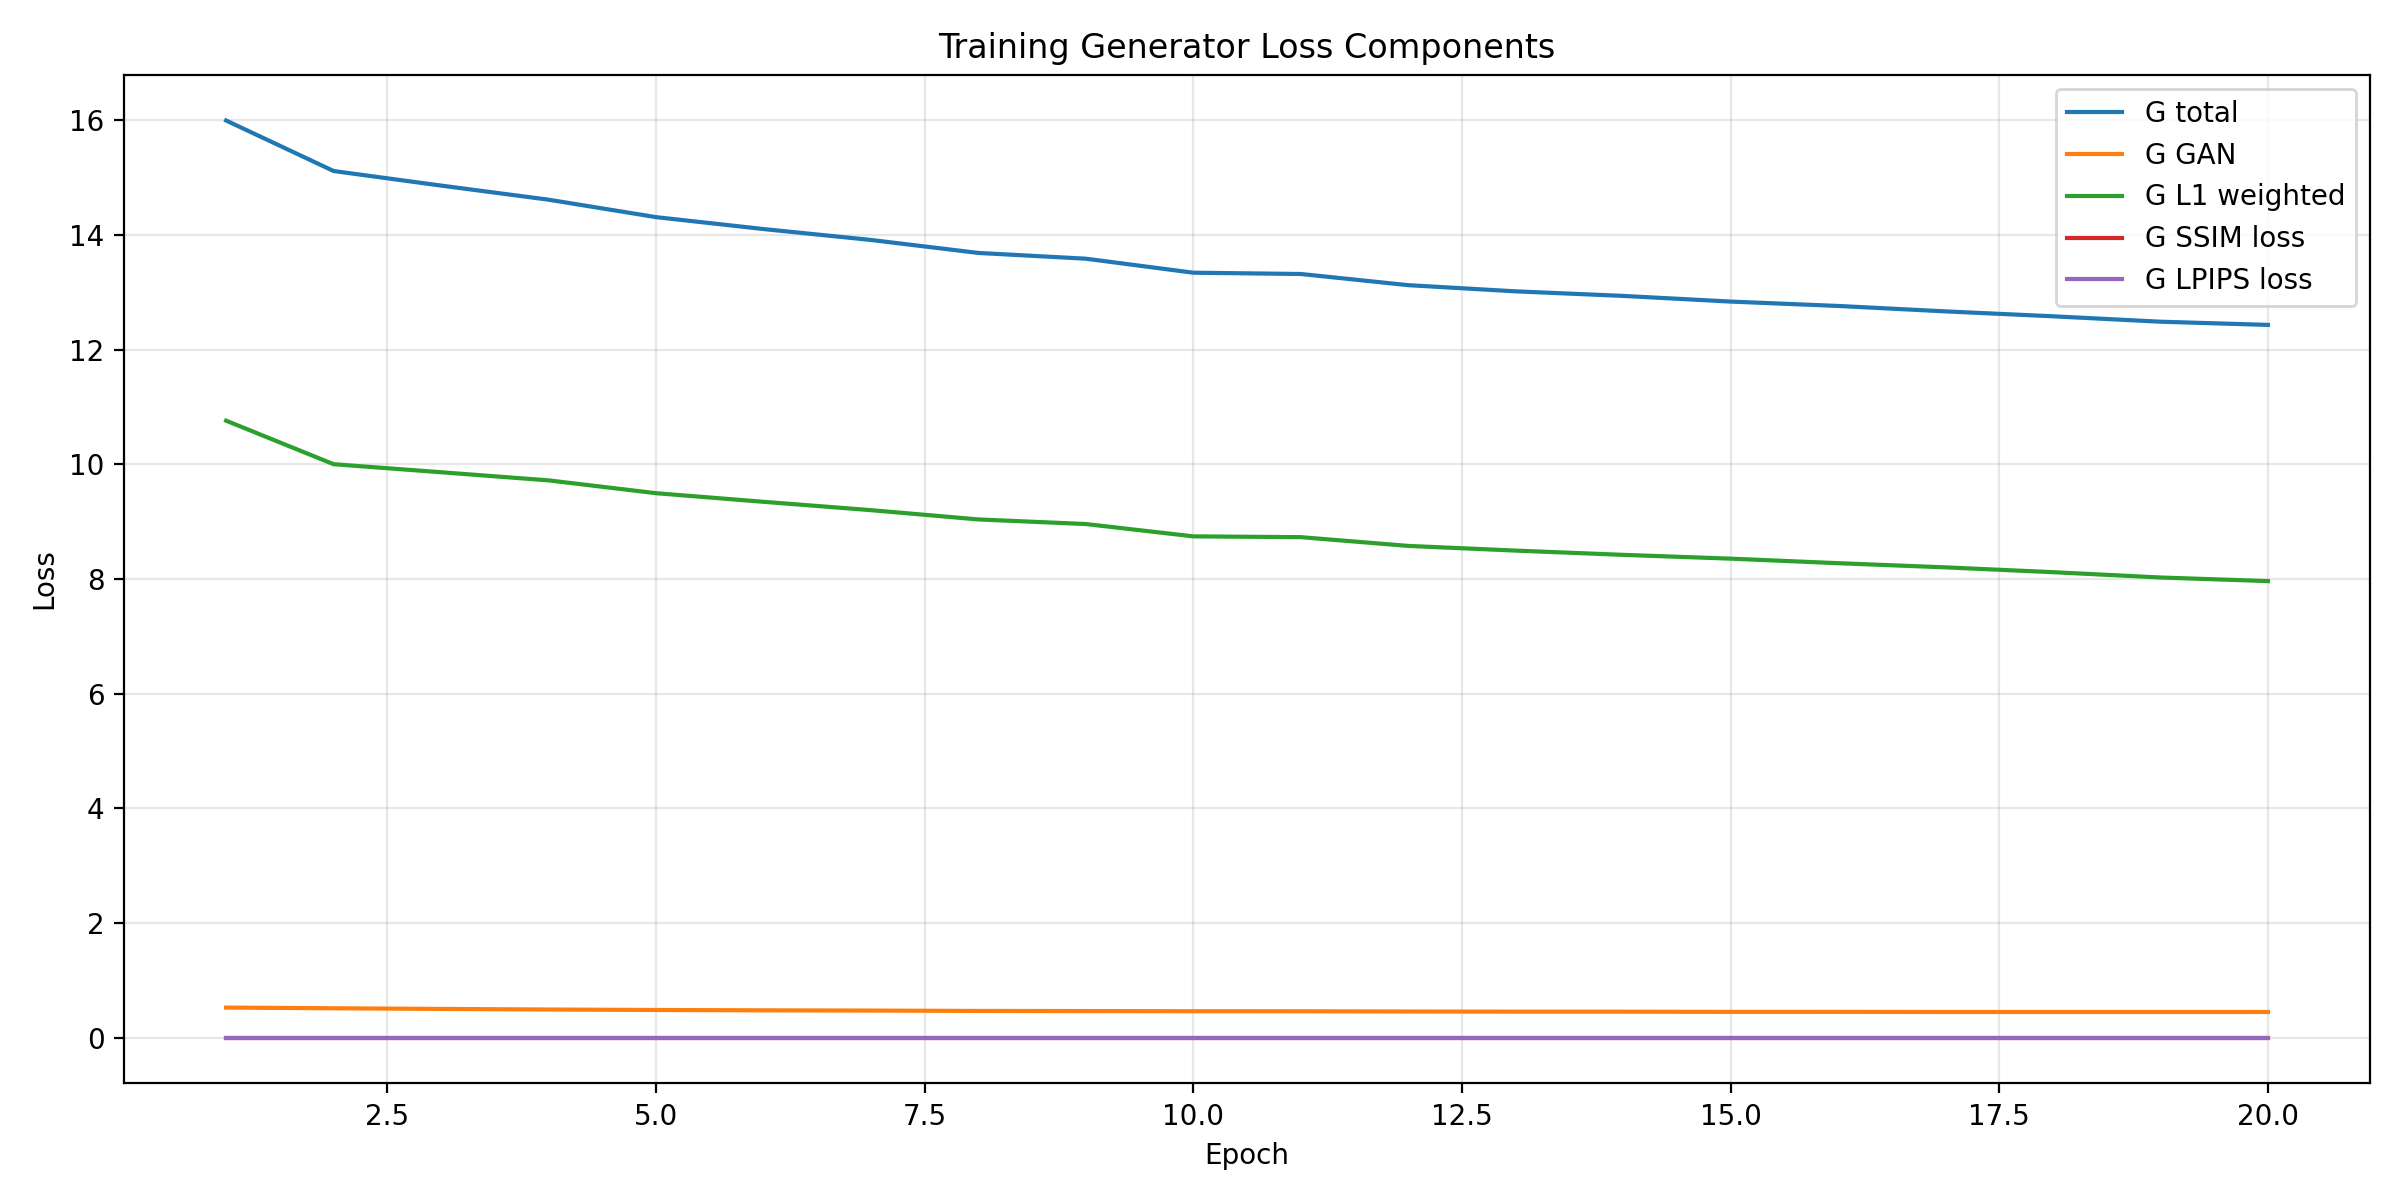 Training Generator Loss Components
G total
G GAN
G L1 weighted
G SSIM loss
G LPIPS loss
Loss
16
14
12
10
8
6
4
2
0
2.5 5.0 7.5 10.0 12.5 15.0 17.5 20.0
Epoch